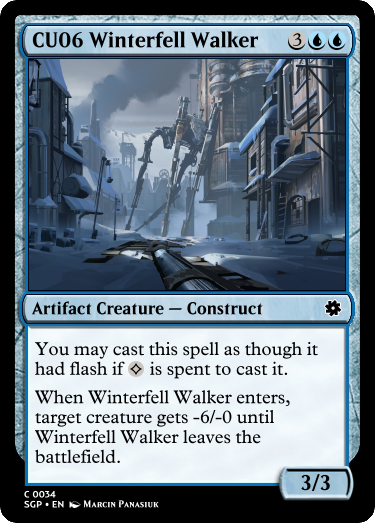 CU06 Winterfell Walker 3
Artifact Creature — Construct
You may cast this spell as though it
had flash if is spent to cast it.
When Winterfell Walker enters,
target creature gets -6/-0 until
Winterfell Walker leaves the
battlefield.
3/3
C 0034
SGP • EN Marcin Panasiuk